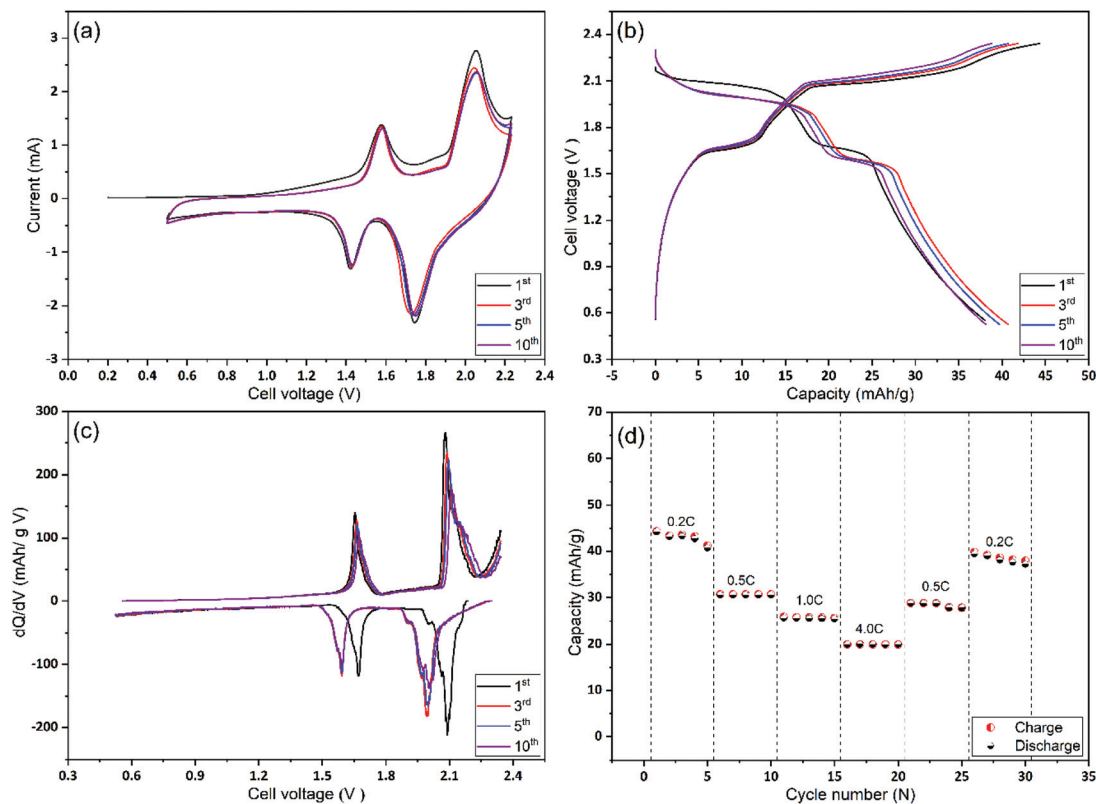 (a)
3
2
1
0
-1
-2
-3
Current (mA)
0.0 0.2 0.4 0.6 0.8 1.0 1.2 1.4 1.6 1.8 2.0 2.2 2.4
Cell voltage (V)
1st
3rd
5th
10th
(b)
2.4
2.1
1.8
1.5
1.2
0.9
0.6
0.3
Cell voltage (V )
0 5 10 15 20 25 30 35 40 45 50
Capacity (mAh/g)
1st
3rd
5th
10th
(c)
300
200
100
0
-100
-200
dQ/dV (mAh/ g V)
0.3 0.6 0.9 1.2 1.5 1.8 2.1 2.4
Cell voltage (V )
1st
3rd
5th
10th
(d)
70
60
50
40
30
20
10
0
Capacity (mAh/g)
0.2C
0.5C
1.0C
4.0C
0.5C
0.2C
0 5 10 15 20 25 30 35
Cycle number (N)
Charge
Discharge